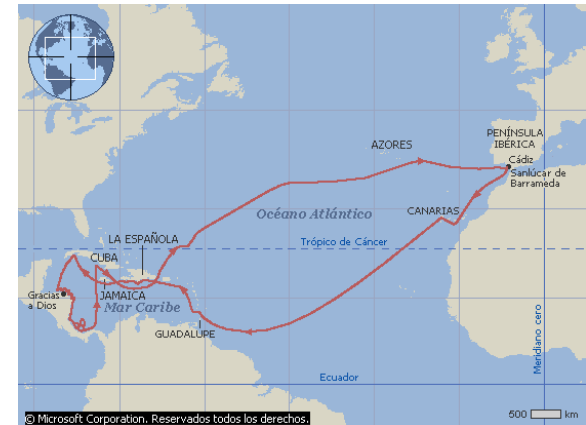 AZORES
PENÍNSULA
IBÉRICA
Cádiz
Sanlúcar de
Barrameda
Océano Atlántico
CANARIAS
LA ESPAÑOLA
Trópico de Cáncer
CUBA
Gracias
a Dios
JAMAICA
Mar Caribe
GUADALUPE
Meridiano cero
Ecuador
© Microsoft Corporation. Reservados todos los derechos.
500 km